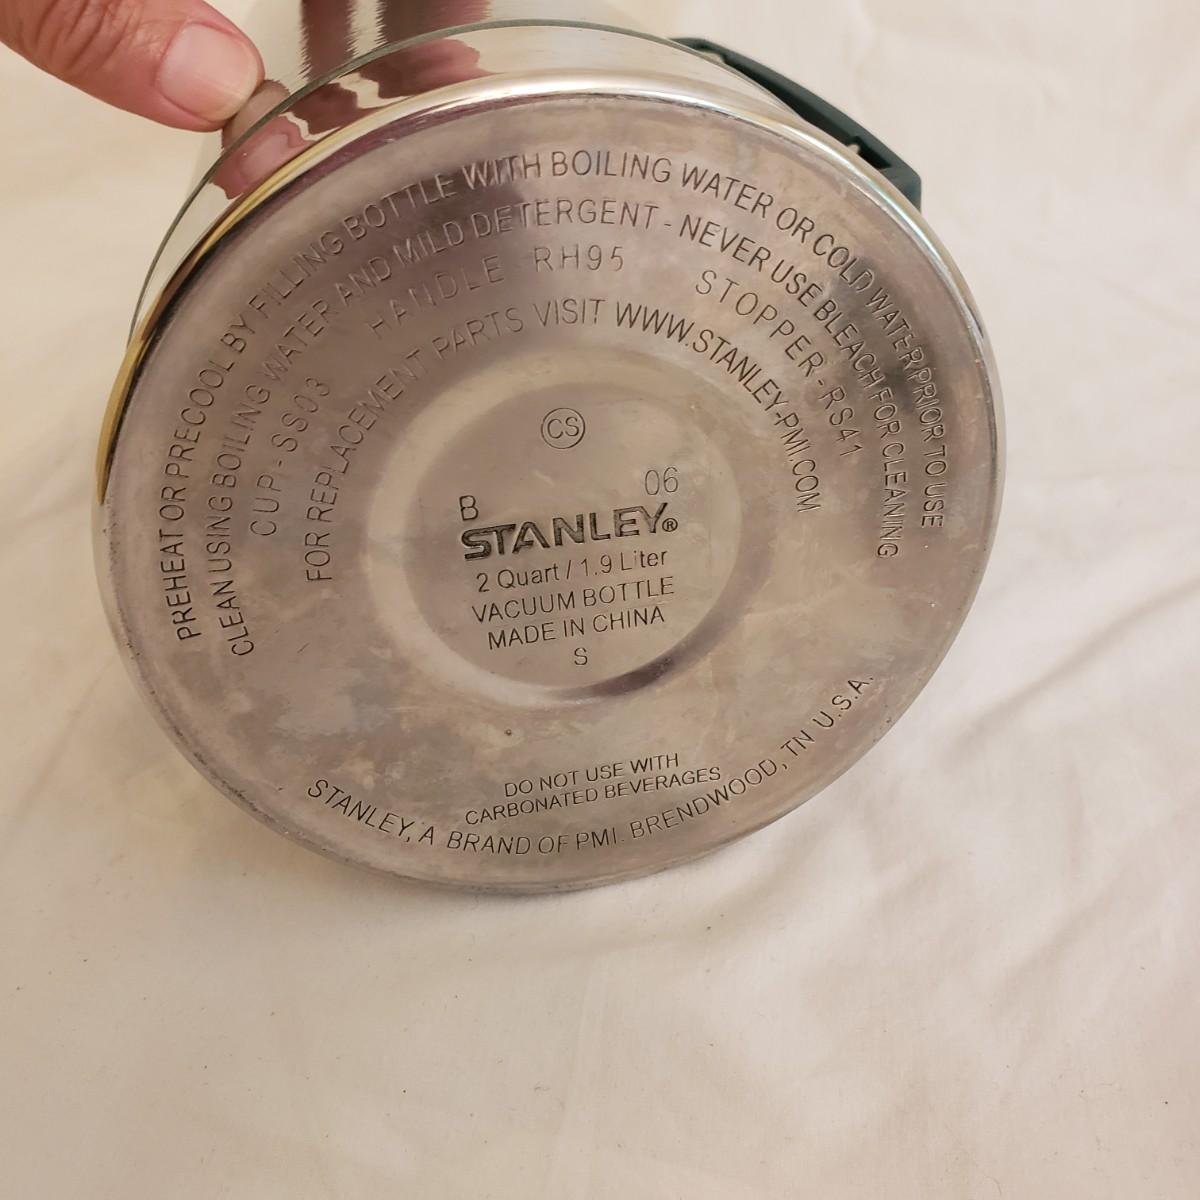 PREHEAT OR PRECOOL BY FILLING BOTTLE WITH BOILING WATER OR COLD WATER PRIOR TO USE
CLEAN USING BOILING WATER AND MILD DETERGENT - NEVER USE BLEACH FOR CLEANING
CUP - SS03 HANDLE RH95 STOPPER - RS41
FOR REPLACEMENT PARTS VISIT WWW.STANLEY-PMI.COM
CS
B 06
STANLEY®
2 Quart / 1.9 Liter
VACUUM BOTTLE
MADE IN CHINA
S
DO NOT USE WITH
CARBONATED BEVERAGES
STANLEY, A BRAND OF PMI. BRENDWOOD, TN U.S.A.